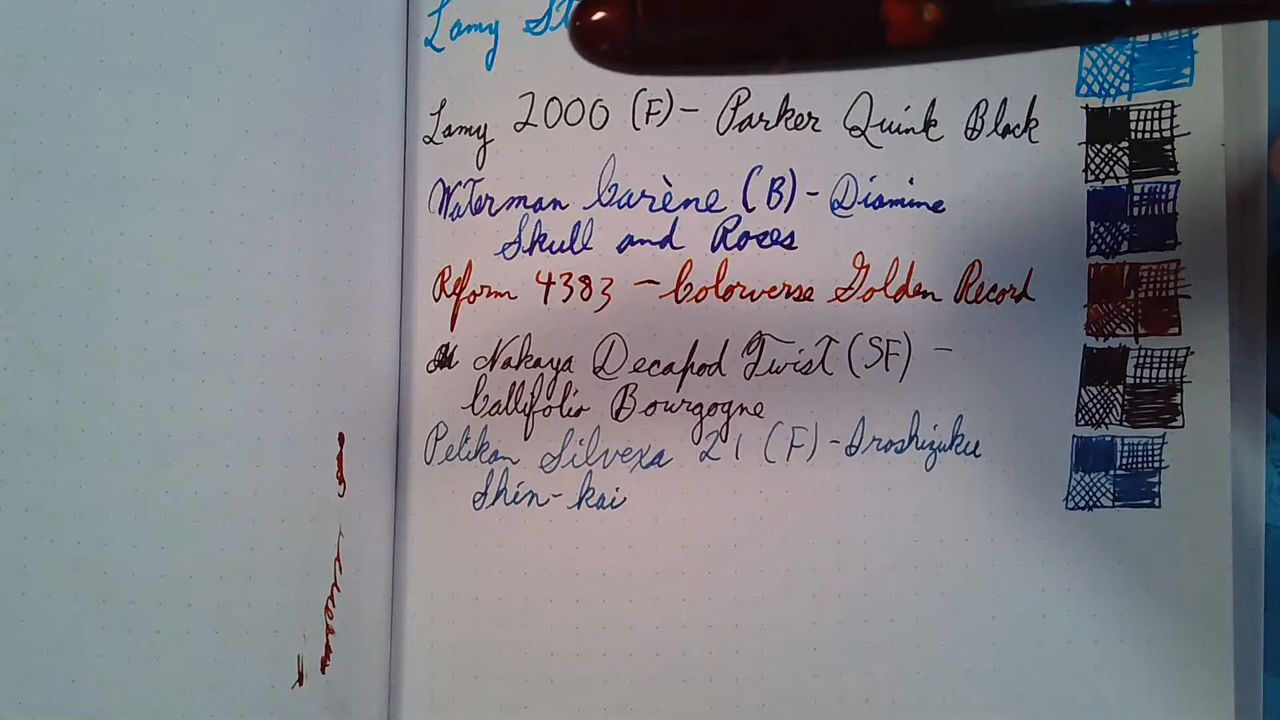 Lamy
Lamy 2000 (F) - Parker Quink Black
Waterman Carène (B) - Diamine
Skull and Roses
Reform 4383 - Colorverse Golden Record
Nakaya Decapod Twist (SF) -
Callifolio Bourgogne
Pelikan Silvexa 21 (F) - Iroshizuku
Shin-kai